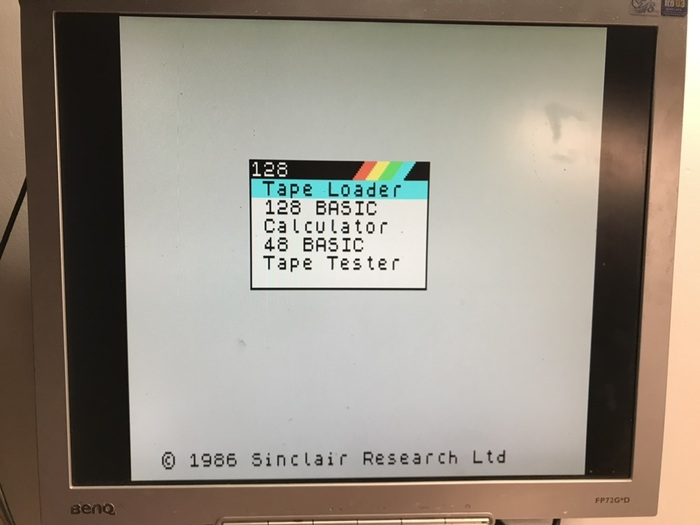 128
Tape Loader
128 BASIC
Calculator
48 BASIC
Tape Tester
© 1986 Sinclair Research Ltd
BenQ
FP72G+D